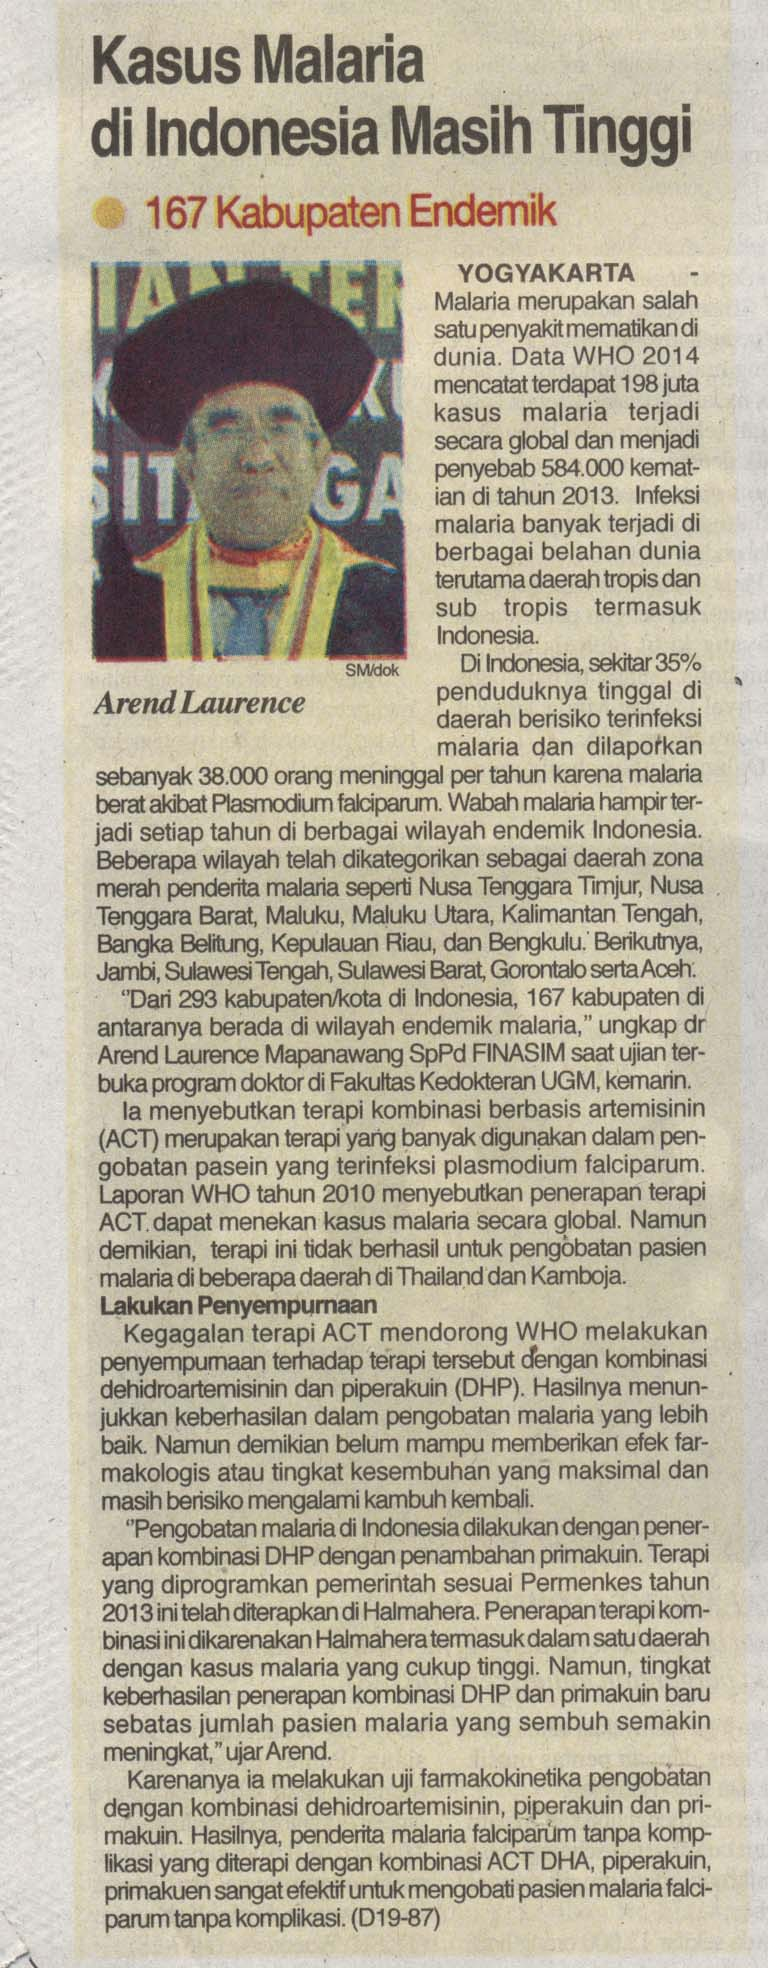 Kasus Malaria
di Indonesia Masih Tinggi
167 Kabupaten Endemik
IAN TER
KU
SIT GA
SM/dok
Arend Laurence
YOGYAKARTA -
Malaria merupakan salah
satu penyakit mematikan di
dunia. Data WHO 2014
mencatat terdapat 198 juta
kasus malaria terjadi
secara global dan menjadi
penyebab 584.000 kemat-
ian di tahun 2013. Infeksi
malaria banyak terjadi di
berbagai belahan dunia
terutama daerah tropis dan
sub tropis termasuk
Indonesia.
Di Indonesia, sekitar 35%
penduduknya tinggal di
daerah berisiko terinfeksi
malaria dan dilaporkan
sebanyak 38.000 orang meninggal per tahun karena malaria
berat akibat Plasmodium falciparum. Wabah malaria hampir ter-
jadi setiap tahun di berbagai wilayah endemik Indonesia.
Beberapa wilayah telah dikategorikan sebagai daerah zona
merah penderita malaria seperti Nusa Tenggara Timjur, Nusa
Tenggara Barat, Maluku, Maluku Utara, Kalimantan Tengah,
Bangka Belitung, Kepulauan Riau, dan Bengkulu. Berikutnya,
Jambi, Sulawesi Tengah, Sulawesi Barat, Gorontalo serta Aceh.
"Dari 293 kabupaten/kota di Indonesia, 167 kabupaten di
antaranya berada di wilayah endemik malaria," ungkap dr
Arend Laurence Mapanawang SpPd FINASIM saat ujian ter-
buka program doktor di Fakultas Kedokteran UGM, kemarin.
Ia menyebutkan terapi kombinasi berbasis artemisinin
(ACT) merupakan terapi yang banyak digunakan dalam pen-
gobatan pasein yang terinfeksi plasmodium falciparum.
Laporan WHO tahun 2010 menyebutkan penerapan terapi
ACT dapat menekan kasus malaria secara global. Namun
demikian, terapi ini tidak berhasil untuk pengobatan pasien
malaria di beberapa daerah di Thailand dan Kamboja.
Lakukan Penyempurnaan
Kegagalan terapi ACT mendorong WHO melakukan
penyempurnaan terhadap terapi tersebut dengan kombinasi
dehidroartemisinin dan piperakuin (DHP). Hasilnya menun-
jukkan keberhasilan dalam pengobatan malaria yang lebih
baik. Namun demikian belum mampu memberikan efek far-
makologis atau tingkat kesembuhan yang maksimal dan
masih berisiko mengalami kambuh kembali.
"Pengobatan malaria di Indonesia dilakukan dengan pener-
apan kombinasi DHP dengan penambahan primakuin. Terapi
yang diprogramkan pemerintah sesuai Permenkes tahun
2013 ini telah diterapkan di Halmahera. Penerapan terapi kom-
binasi ini dikarenakan Halmahera termasuk dalam satu daerah
dengan kasus malaria yang cukup tinggi. Namun, tingkat
keberhasilan penerapan kombinasi DHP dan primakuin baru
sebatas jumlah pasien malaria yang sembuh semakin
meningkat," ujar Arend.
Karenanya ia melakukan uji farmakokinetika pengobatan
dengan kombinasi dehidroartemisinin, piperakuin dan pri-
makuin. Hasilnya, penderita malaria falciparum tanpa komp-
likasi yang diterapi dengan kombinasi ACT DHA, piperakuin,
primakuen sangat efektif untuk mengobati pasien malaria falci-
parum tanpa komplikasi. (D19-87)